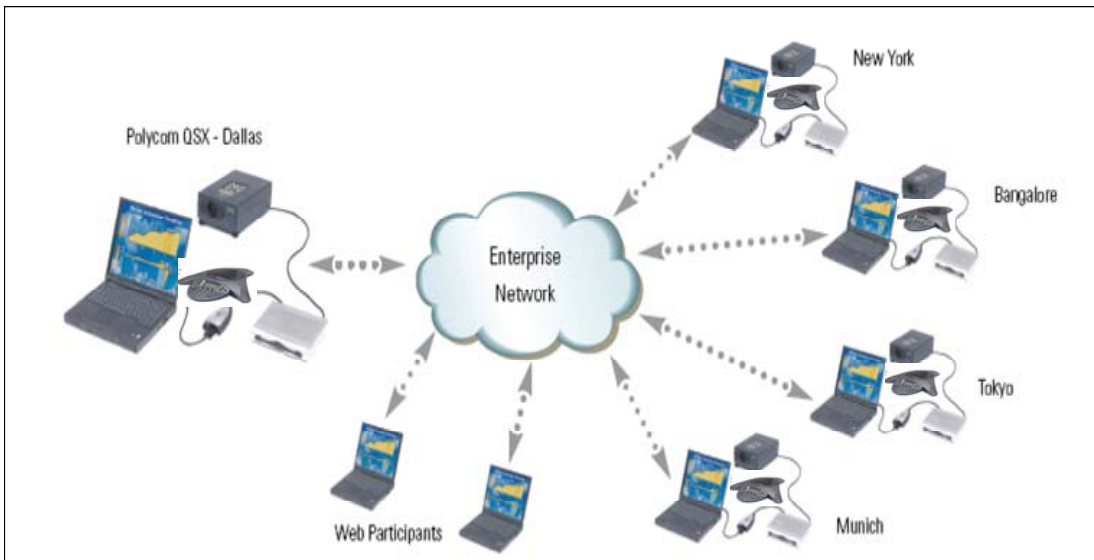 New York
Polycom QSX - Dallas
Bangalore
Enterprise
Network
Tokyo
Web Participants
Munich